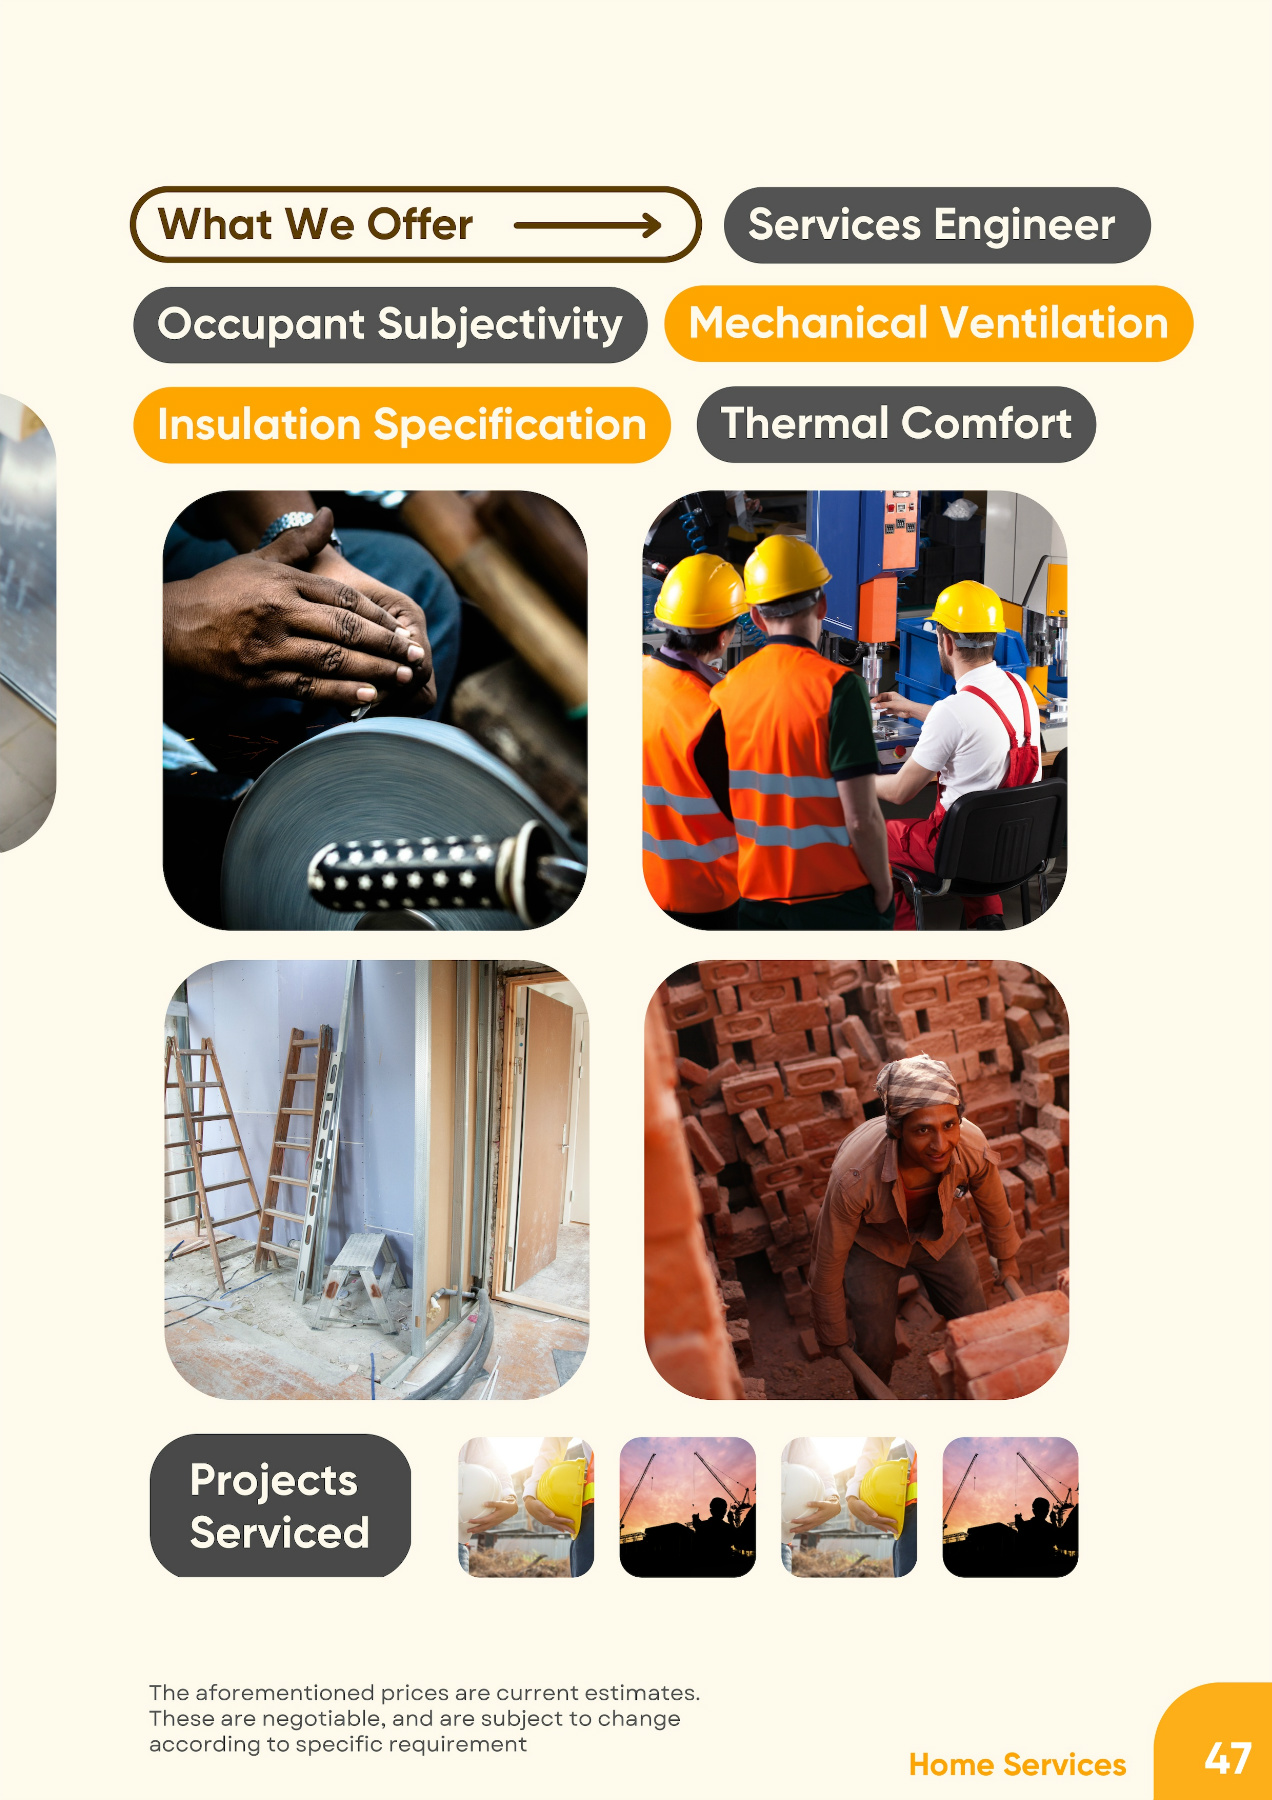 What We Offer
Services Engineer
Occupant Subjectivity
Mechanical Ventilation
Insulation Specification
Thermal Comfort
Projects
Serviced
The aforementioned prices are current estimates.
These are negotiable, and are subject to change
according to specific requirement
Home Services
47